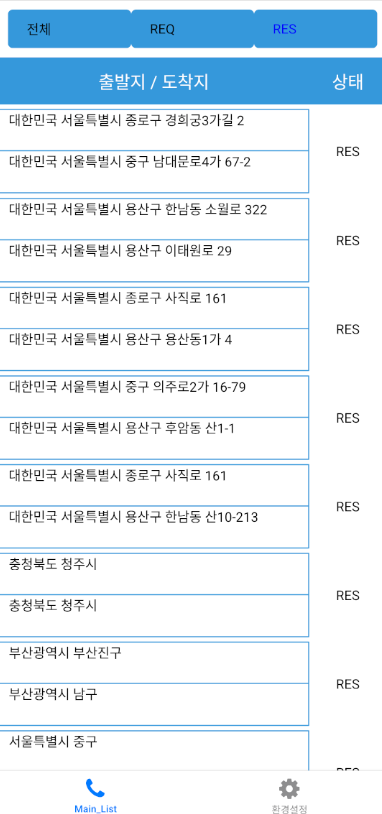 전체
REQ
RES
출발지 / 도착지
상태
대한민국 서울특별시 종로구 경희궁3가길 2
대한민국 서울특별시 중구 남대문로4가 67-2
RES
대한민국 서울특별시 용산구 한남동 소월로 322
대한민국 서울특별시 용산구 이태원로 29
RES
대한민국 서울특별시 종로구 사직로 161
대한민국 서울특별시 용산구 용산동1가 4
RES
대한민국 서울특별시 중구 의주로2가 16-79
대한민국 서울특별시 용산구 후암동 산1-1
RES
대한민국 서울특별시 종로구 사직로 161
대한민국 서울특별시 용산구 한남동 산10-213
RES
충청북도 청주시
충청북도 청주시
RES
부산광역시 부산진구
부산광역시 남구
RES
서울특별시 중구
Main_List
환경설정